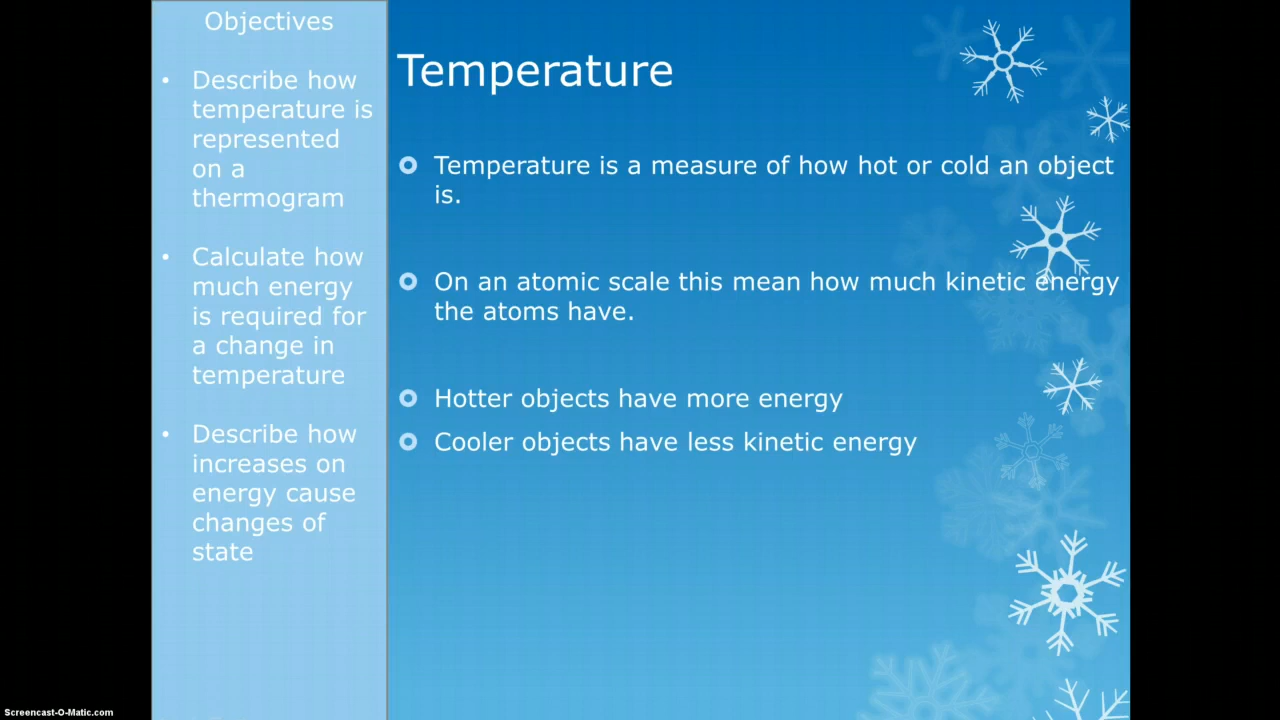 Objectives
• Describe how
temperature is
represented
on a
thermogram
• Calculate how
much energy
is required for
a change in
temperature
• Describe how
increases on
energy cause
changes of
state
Temperature
Temperature is a measure of how hot or cold an object
is.
On an atomic scale this mean how much kinetic energy
the atoms have.
Hotter objects have more energy
Cooler objects have less kinetic energy
Screencast-O-Matic.com